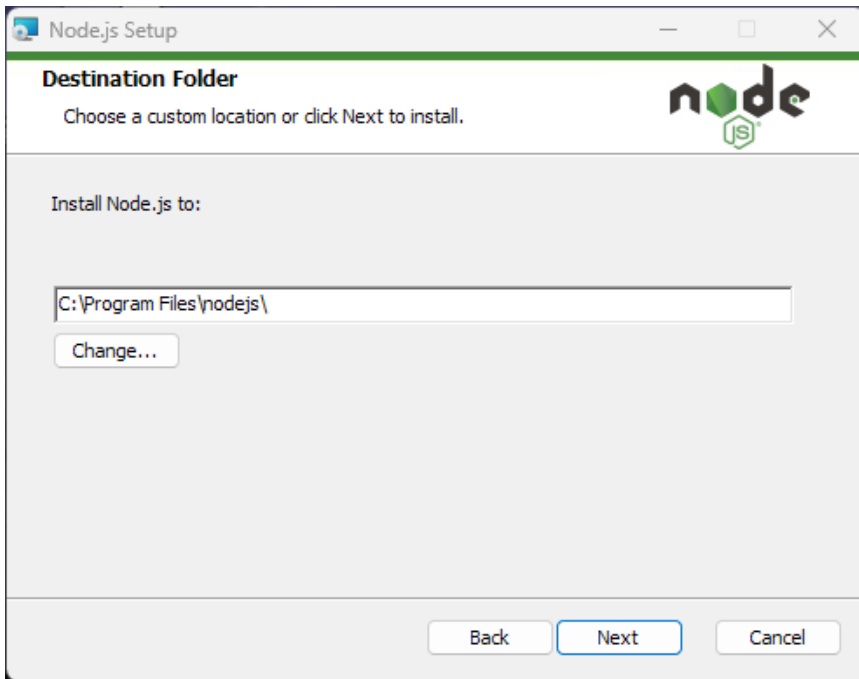 Node.js Setup
Destination Folder
Choose a custom location or click Next to install.
node
JS
Install Node.js to:
C:\Program Files\nodejs\
Change...
Back
Next
Cancel